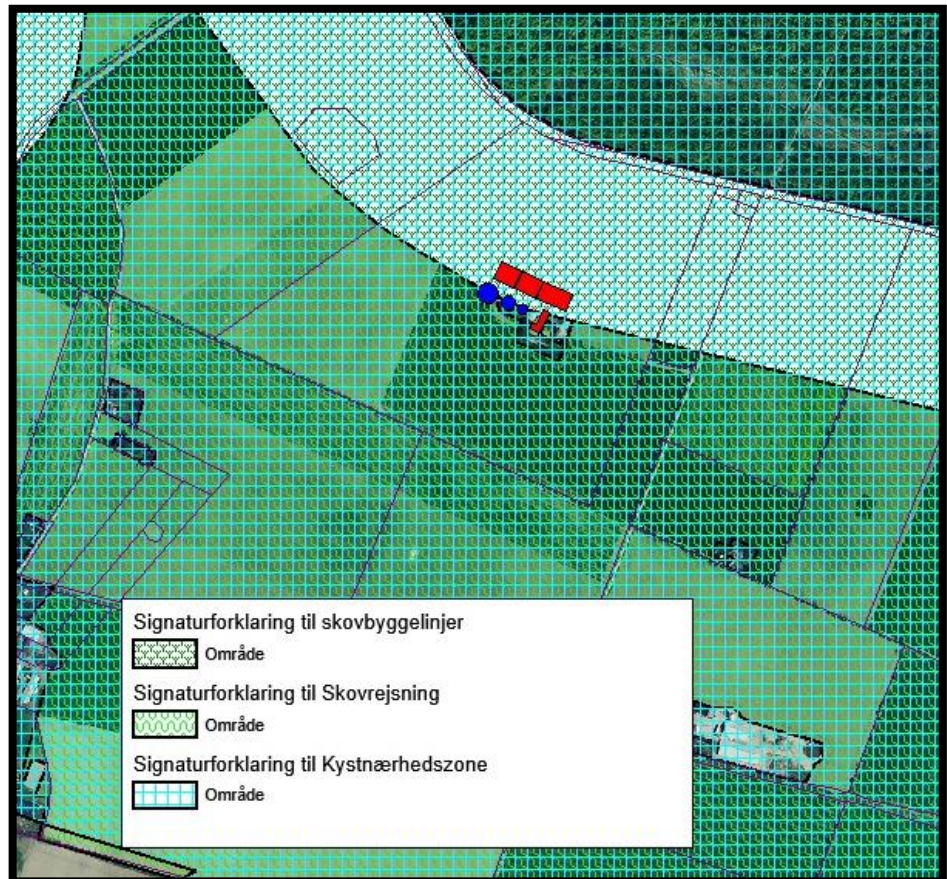 Signaturforklaring til skovbyggelinjer
Område
Signaturforklaring til Skovrejsning
Område
Signaturforklaring til Kystnærhedszone
Område